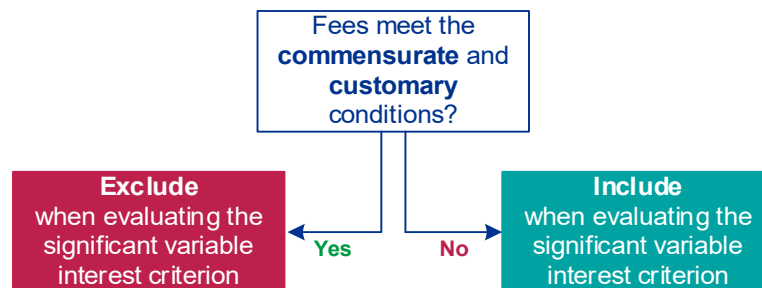 Fees meet the
commensurate and
customary
conditions?
Exclude
when evaluating the
significant variable
interest criterion
Yes
No
Include
when evaluating the
significant variable
interest criterion